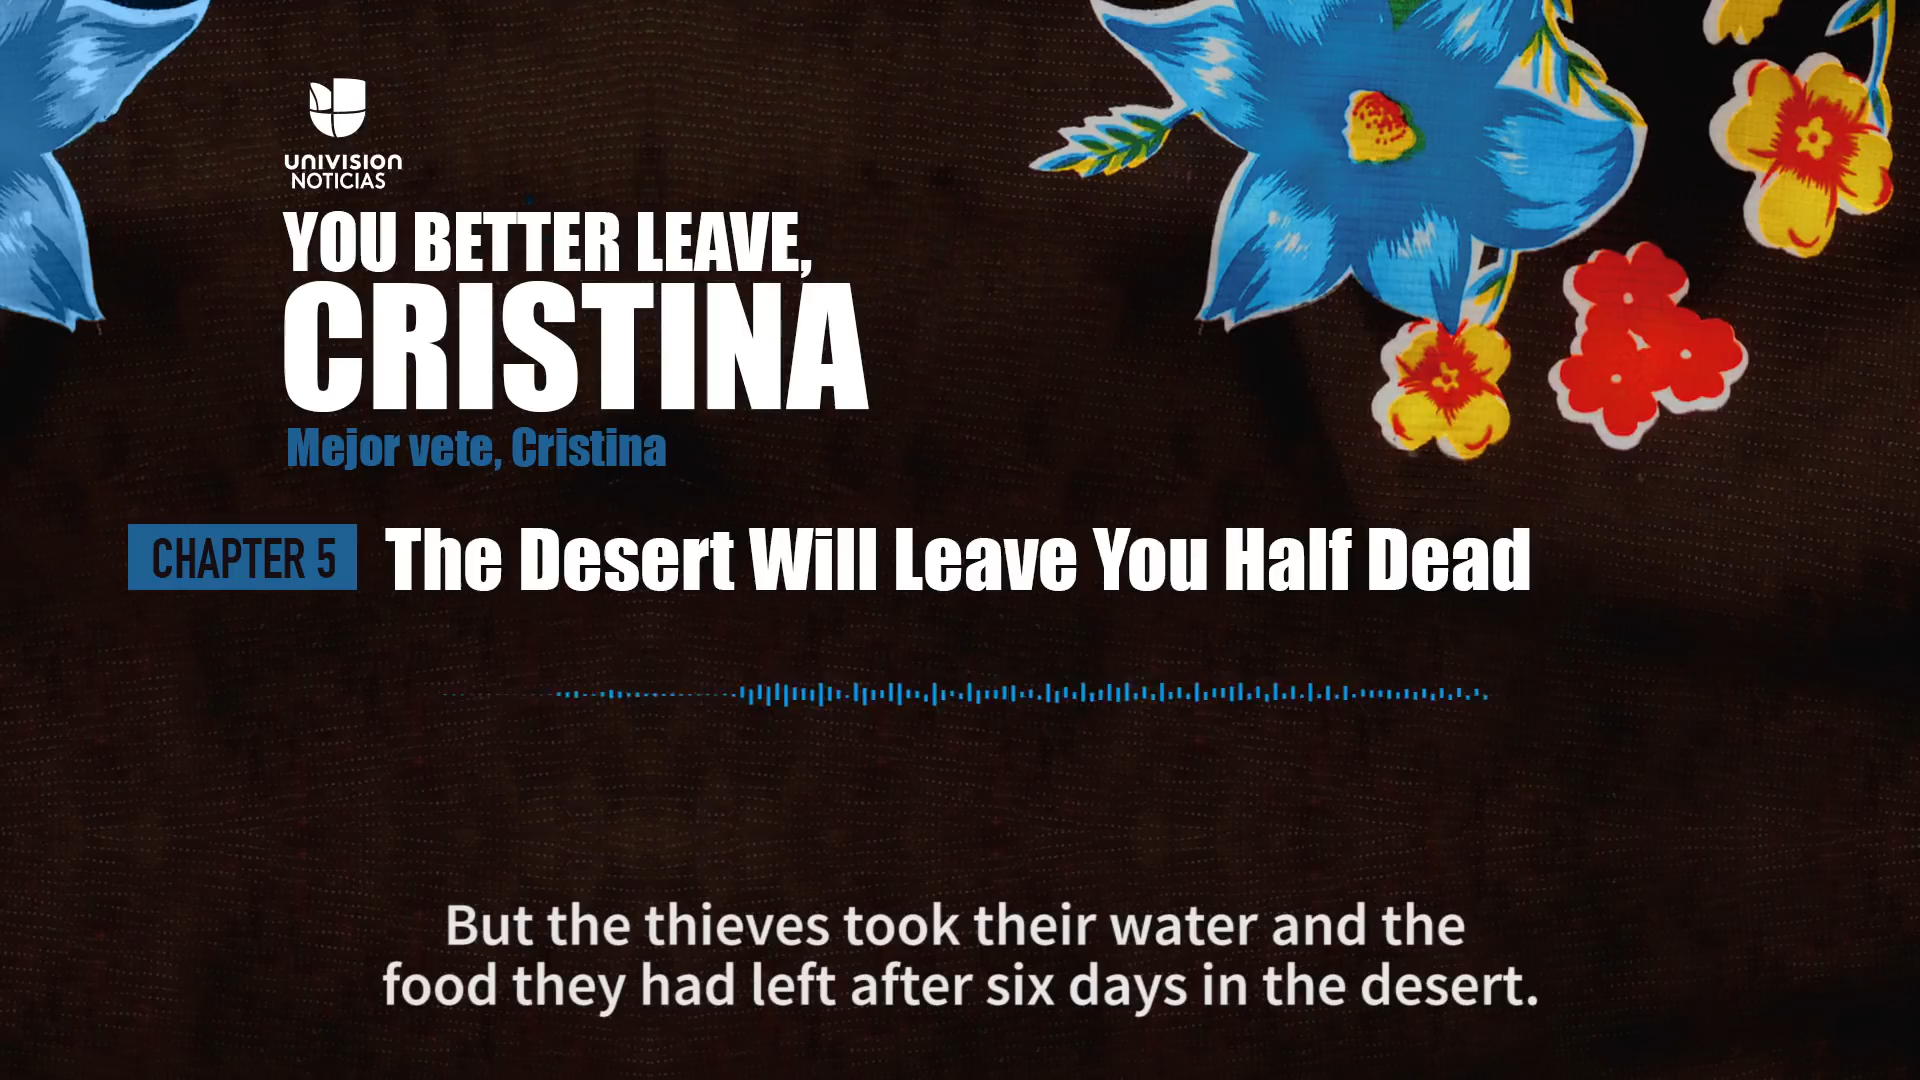 UNIVISION
NOTICIAS
YOU BETTER LEAVE,
CRISTINA
Mejor vete, Cristina
CHAPTER 5 The Desert Will Leave You Half Dead
But the thieves took their water and the
food they had left after six days in the desert.